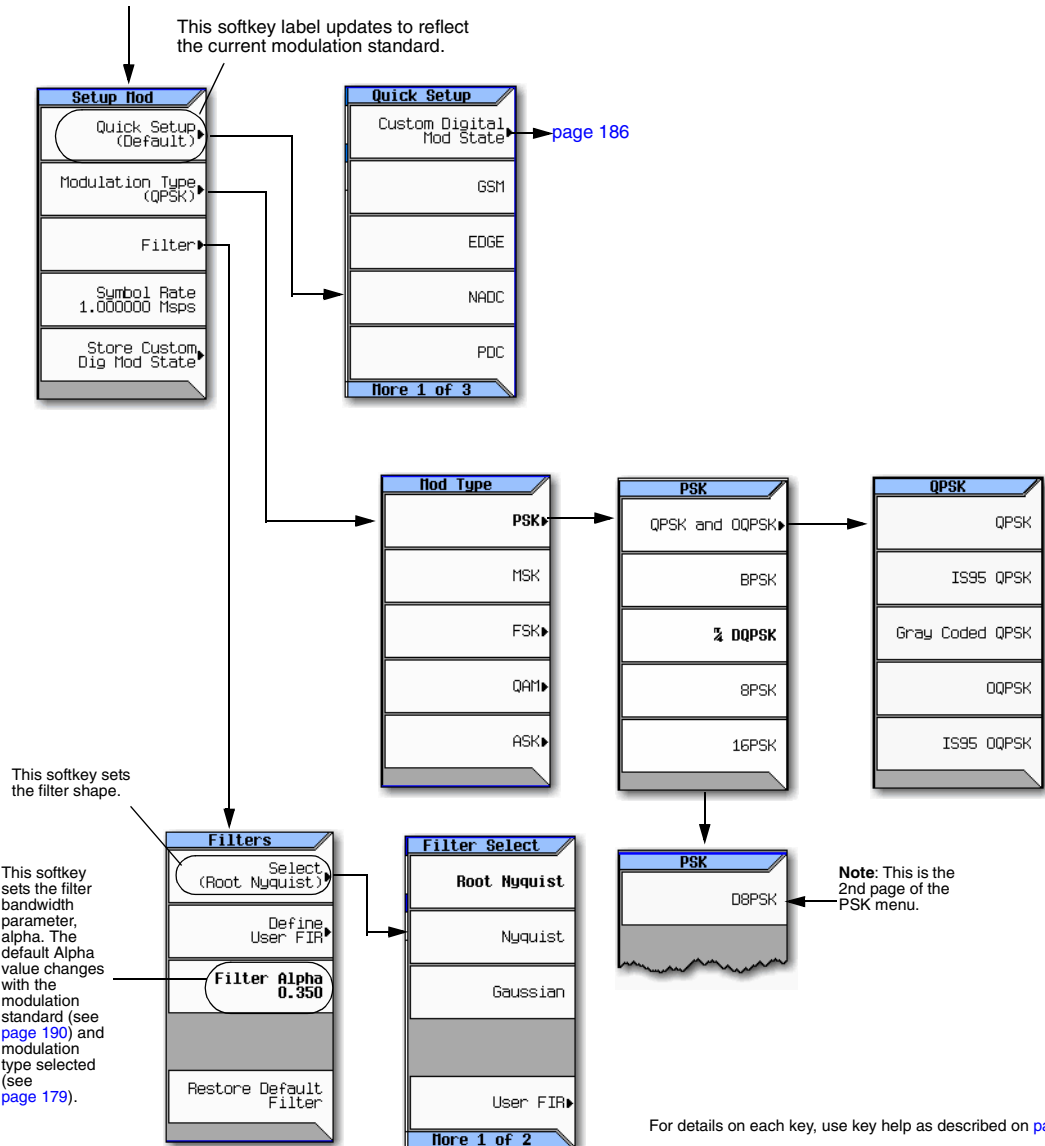 This softkey label updates to reflect
the current modulation standard.
Setup Mod
Quick Setup
(Default)
Modulation Type
(QPSK)
Filter
Symbol Rate
1.000000 Msps
Store Custom
Dig Mod State
Quick Setup
Custom Digital
Mod State
page 186
GSM
EDGE
NADC
PDC
More 1 of 3
Mod Type
PSK
MSK
FSK
QAM
ASK
PSK
QPSK and OQPSK
BPSK
π/4 DQPSK
8PSK
16PSK
QPSK
QPSK
IS95 QPSK
Gray Coded QPSK
OQPSK
IS95 OQPSK
This softkey sets
the filter shape.
This softkey
sets the filter
bandwidth
parameter,
alpha. The
default Alpha
value changes
with the
modulation
standard (see
page 190) and
modulation
type selected
(see
page 179).
Filters
Select
(Root Nyquist)
Define
User FIR
Filter Alpha
0.350
Restore Default
Filter
Filter Select
Root Nyquist
Nyquist
Gaussian
User FIR
More 1 of 2
PSK
D8PSK
Note: This is the
2nd page of the
PSK menu.
For details on each key, use key help as described on